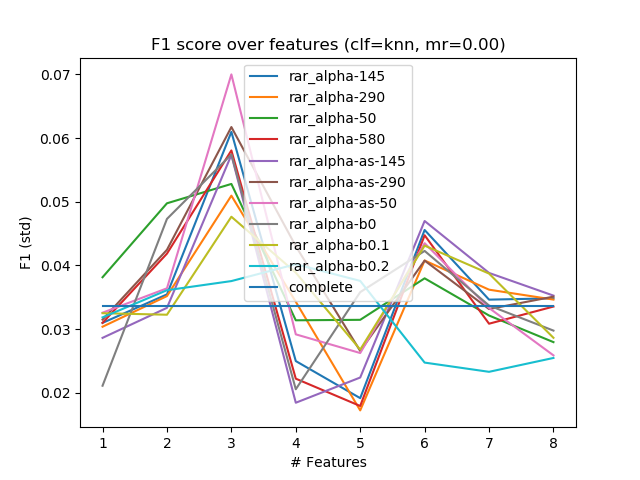 F1 score over features (clf=knn, mr=0.00)
0.07
0.06
0.05
0.04
0.03
0.02
F1 (std)
rar_alpha-145
rar_alpha-290
rar_alpha-50
rar_alpha-580
rar_alpha-as-145
rar_alpha-as-290
rar_alpha-as-50
rar_alpha-b0
rar_alpha-b0.1
rar_alpha-b0.2
complete
1 2 3 4 5 6 7 8
# Features